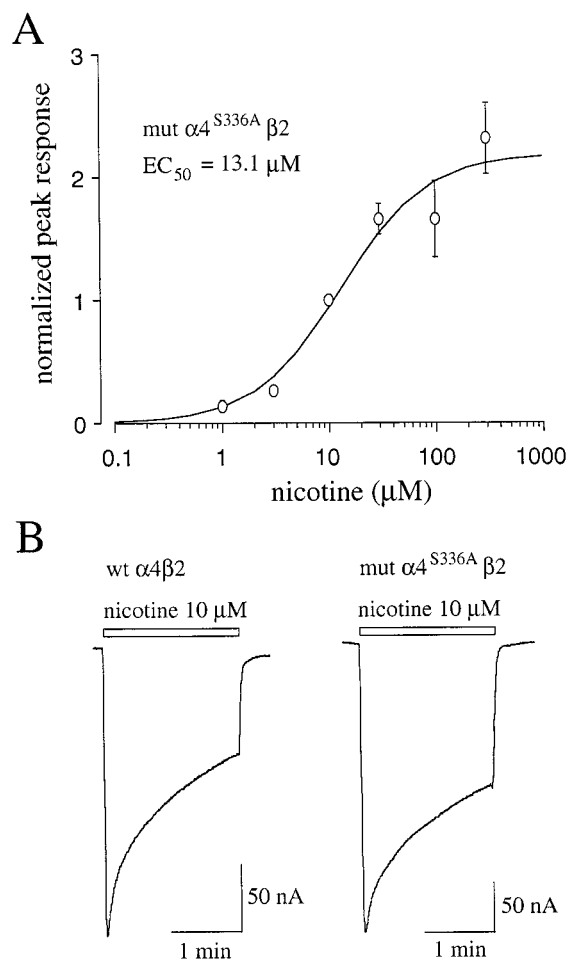 A
3
2
1
0
normalized peak response
mut α4S336A β2
EC50 = 13.1 μM
0.1 1 10 100 1000
nicotine (μM)
B
wt α4β2
nicotine 10 μM
50 nA
1 min
mut α4S336A β2
nicotine 10 μM
50 nA
1 min